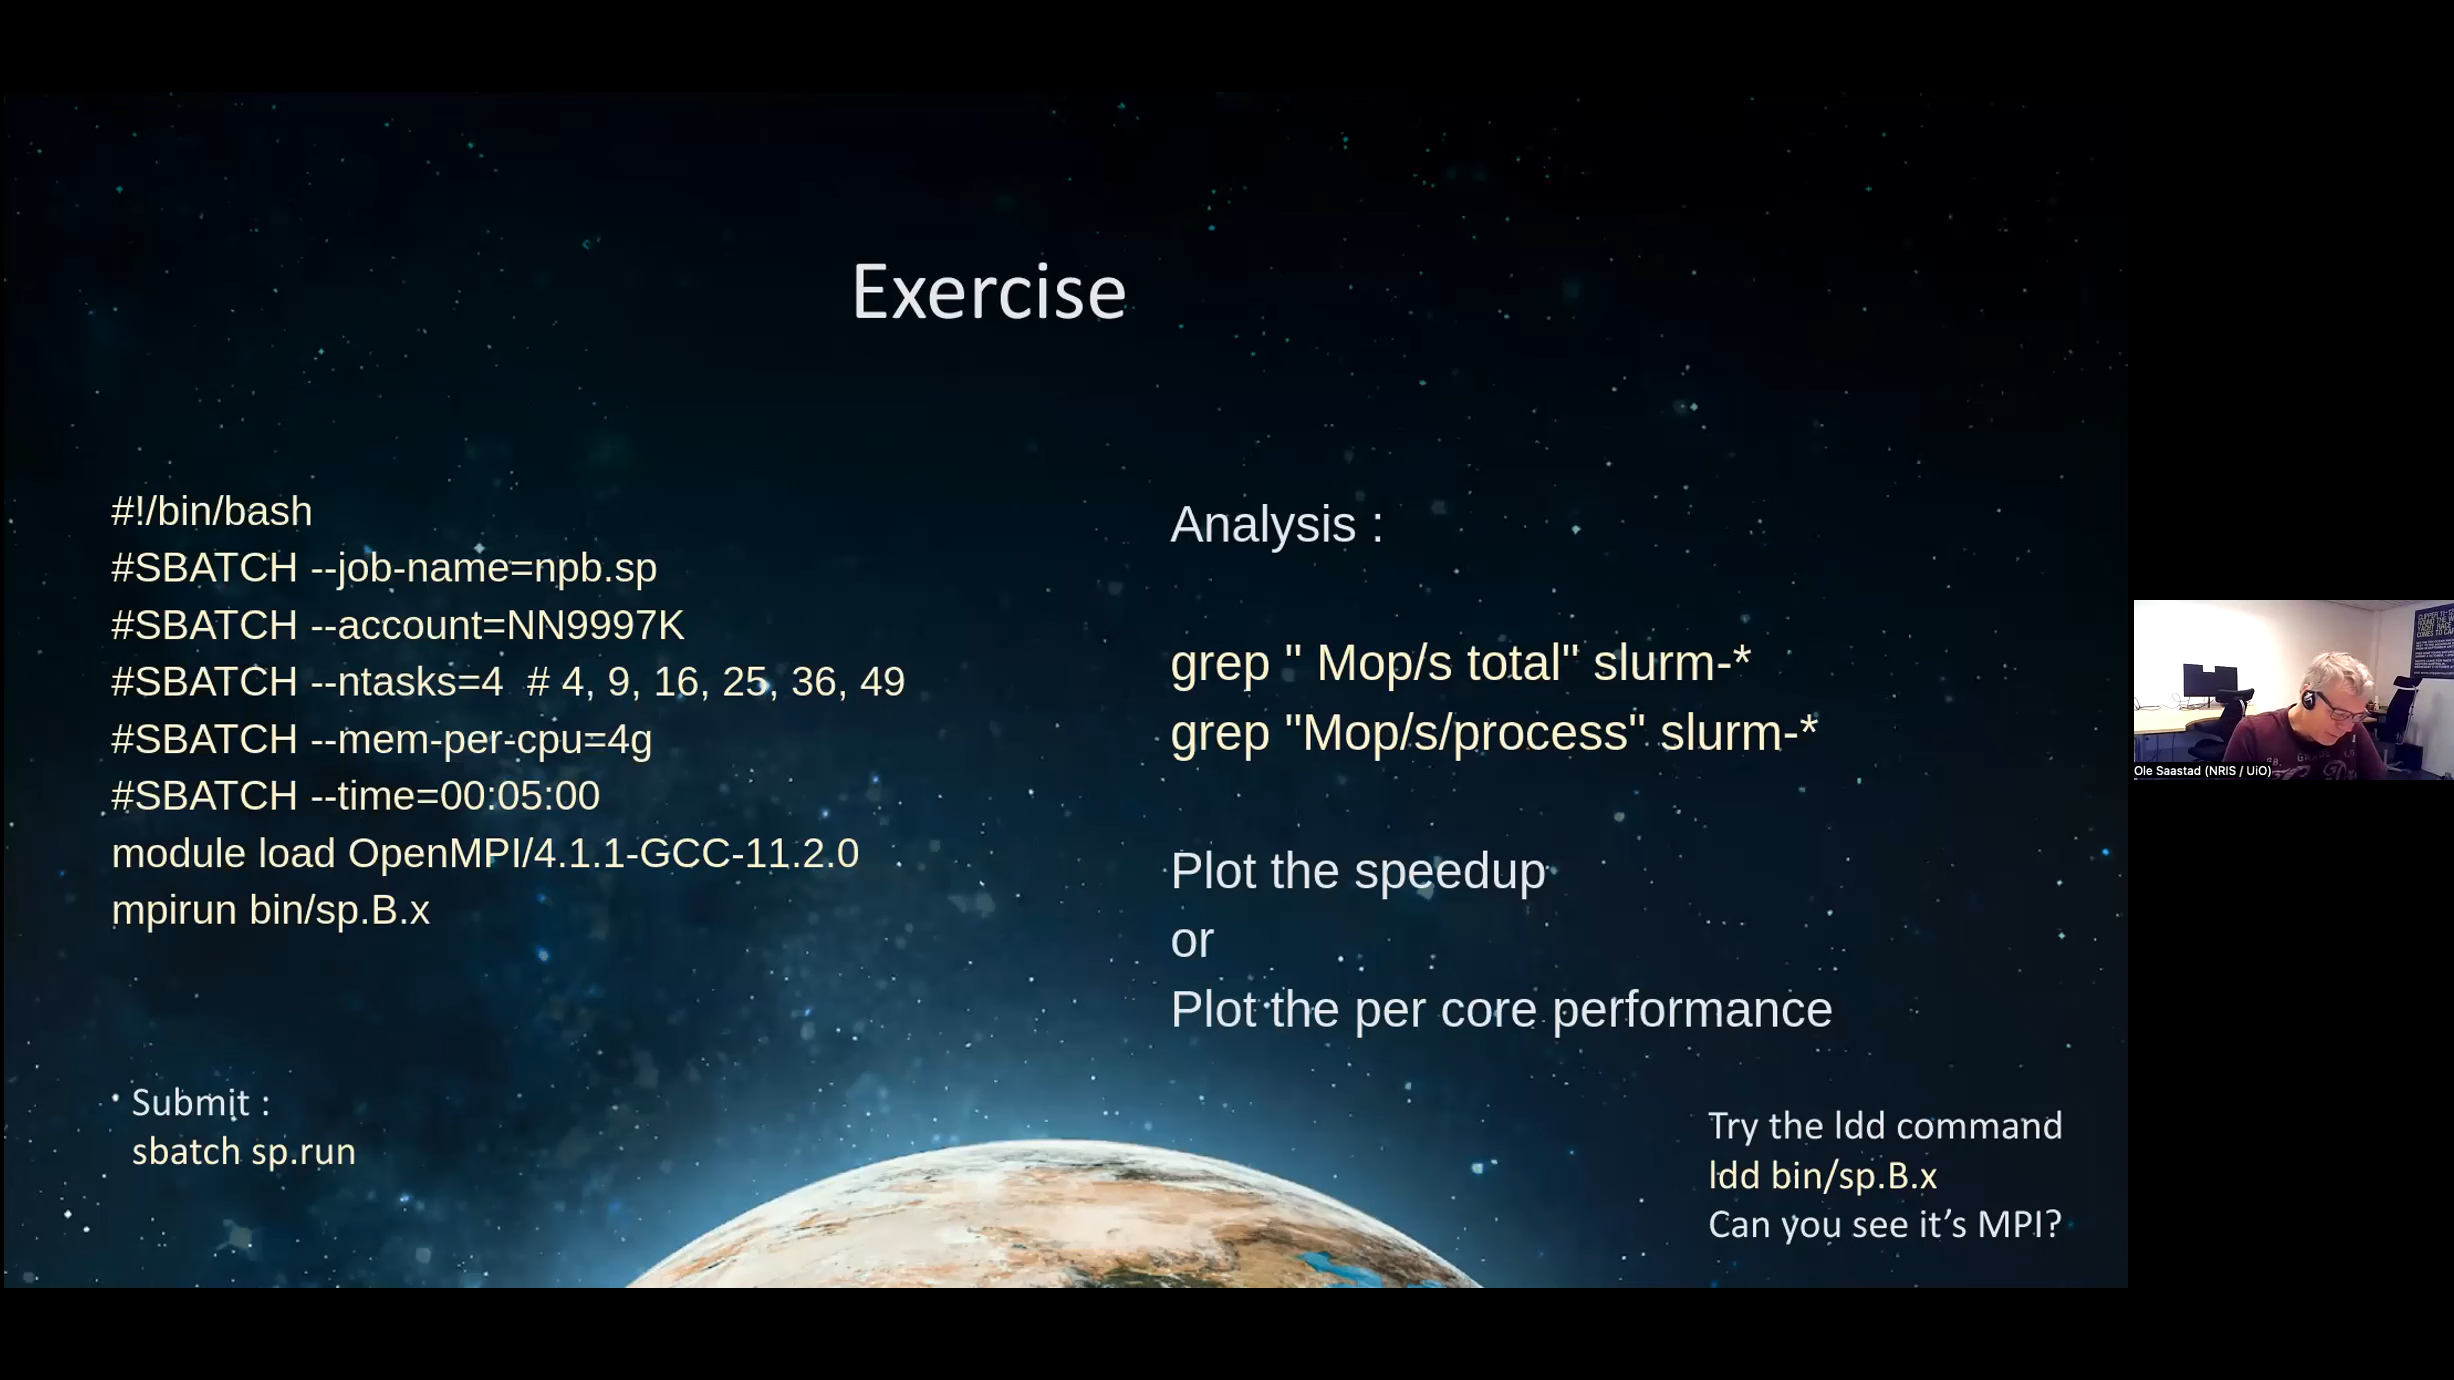 Exercise
#!/bin/bash
#SBATCH --job-name=npb.sp
#SBATCH --account=NN9997K
#SBATCH --ntasks=4 # 4, 9, 16, 25, 36, 49
#SBATCH --mem-per-cpu=4g
#SBATCH --time=00:05:00
module load OpenMPI/4.1.1-GCC-11.2.0
mpirun bin/sp.B.x
• Submit :
sbatch sp.run
Analysis :
grep " Mop/s total" slurm-*
grep "Mop/s/process" slurm-*
Plot the speedup
or
Plot the per core performance
Try the ldd command
ldd bin/sp.B.x
Can you see it’s MPI?
Ole Saastad (NRIS / UiO)